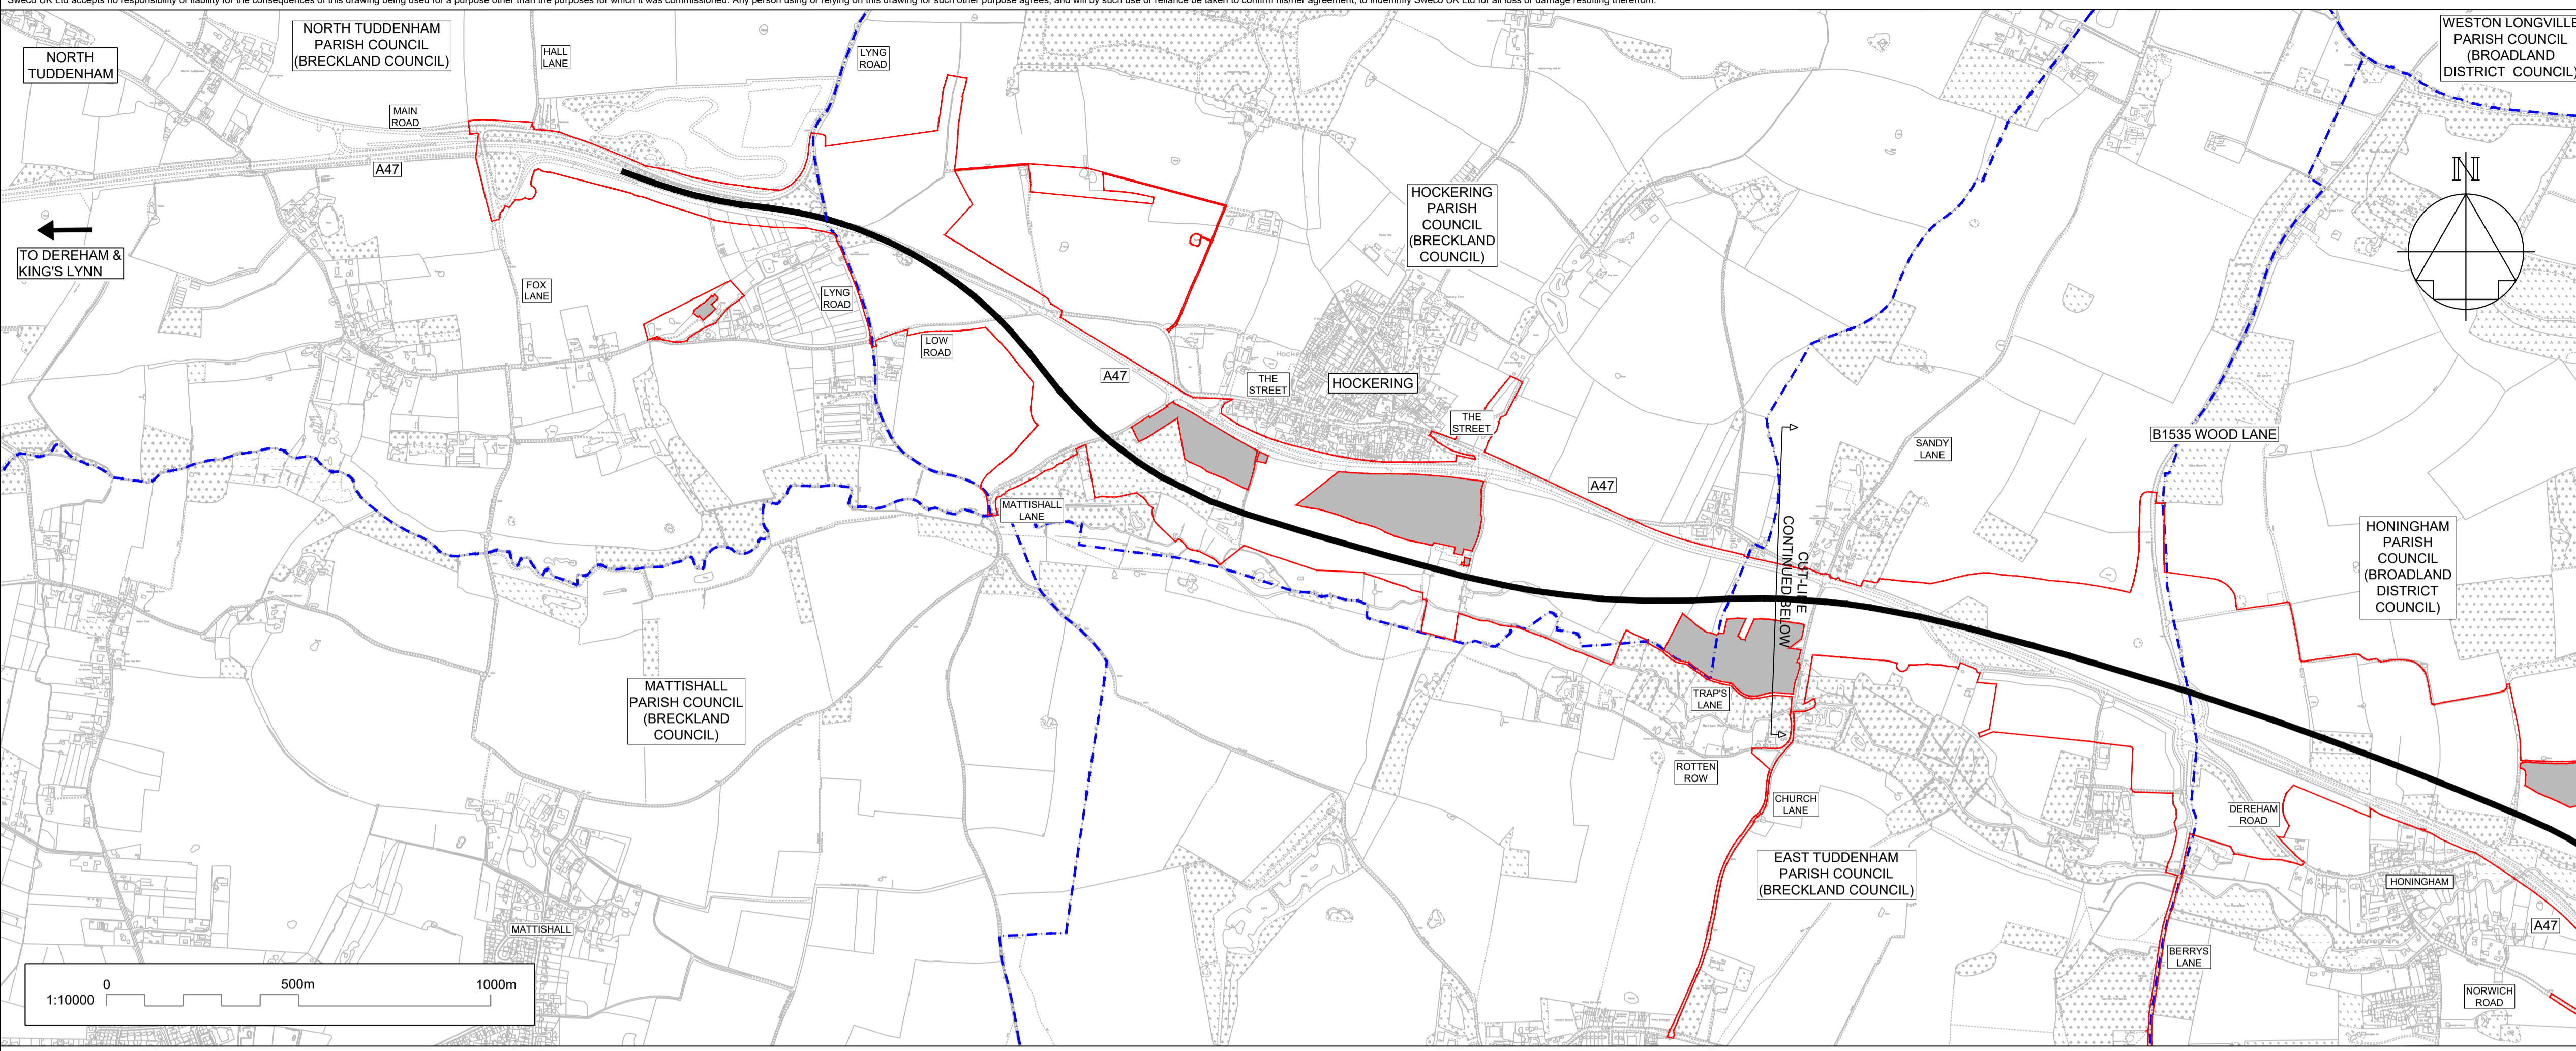 Sweco UK Ltd accepts no responsibility or liability for the consequences of this drawing being used for a purpose other than the purposes for which it was commissioned. Any person using or relying on this drawing for such other purpose agrees, and will by such use or reliance be taken to confirm his/her agreement, to indemnify Sweco UK Ltd for all loss or damage resulting therefrom.
NORTH
TUDDENHAM
NORTH TUDDENHAM
PARISH COUNCIL
(BRECKLAND COUNCIL)
HALL
LANE
LYNG
ROAD
WESTON LONGVILLE
PARISH COUNCIL
(BROADLAND
DISTRICT COUNCIL)
MAIN
ROAD
A47
N
TO DEREHAM &
KING'S LYNN
FOX
LANE
LYNG
ROAD
HOCKERING
PARISH
COUNCIL
(BRECKLAND
COUNCIL)
LOW
ROAD
A47
THE
STREET
HOCKERING
THE
STREET
A47
SANDY
LANE
B1535 WOOD LANE
MATTISHALL
LANE
CUT-LINE
CONTINUED BELOW
HONINGHAM
PARISH
COUNCIL
(BROADLAND
DISTRICT
COUNCIL)
MATTISHALL
PARISH COUNCIL
(BRECKLAND
COUNCIL)
TRAP'S
LANE
ROTTEN
ROW
CHURCH
LANE
DEREHAM
ROAD
EAST TUDDENHAM
PARISH COUNCIL
(BRECKLAND COUNCIL)
HONINGHAM
MATTISHALL
A47
BERRYS
LANE
NORWICH
ROAD
0 500m 1000m
1:10000